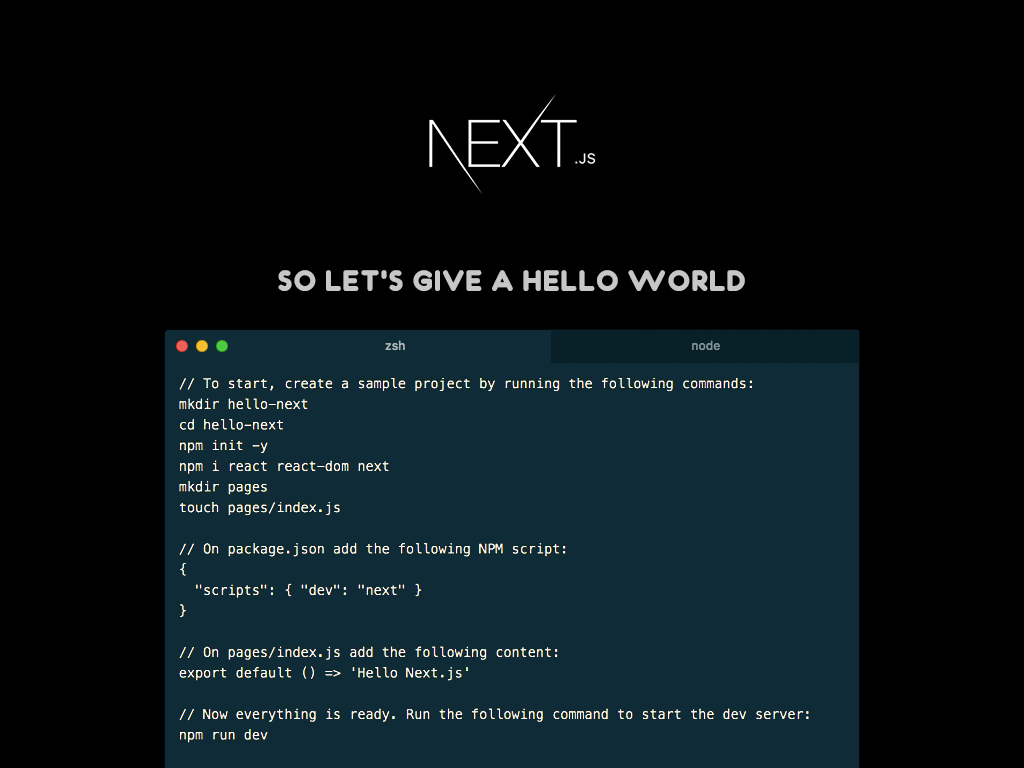 NEXT.JS
SO LET'S GIVE A HELLO WORLD
zsh node
// To start, create a sample project by running the following commands:
mkdir hello-next
cd hello-next
npm init -y
npm i react react-dom next
mkdir pages
touch pages/index.js
// On package.json add the following NPM script:
{
  "scripts": { "dev": "next" }
}
// On pages/index.js add the following content:
export default () => 'Hello Next.js'
// Now everything is ready. Run the following command to start the dev server:
npm run dev